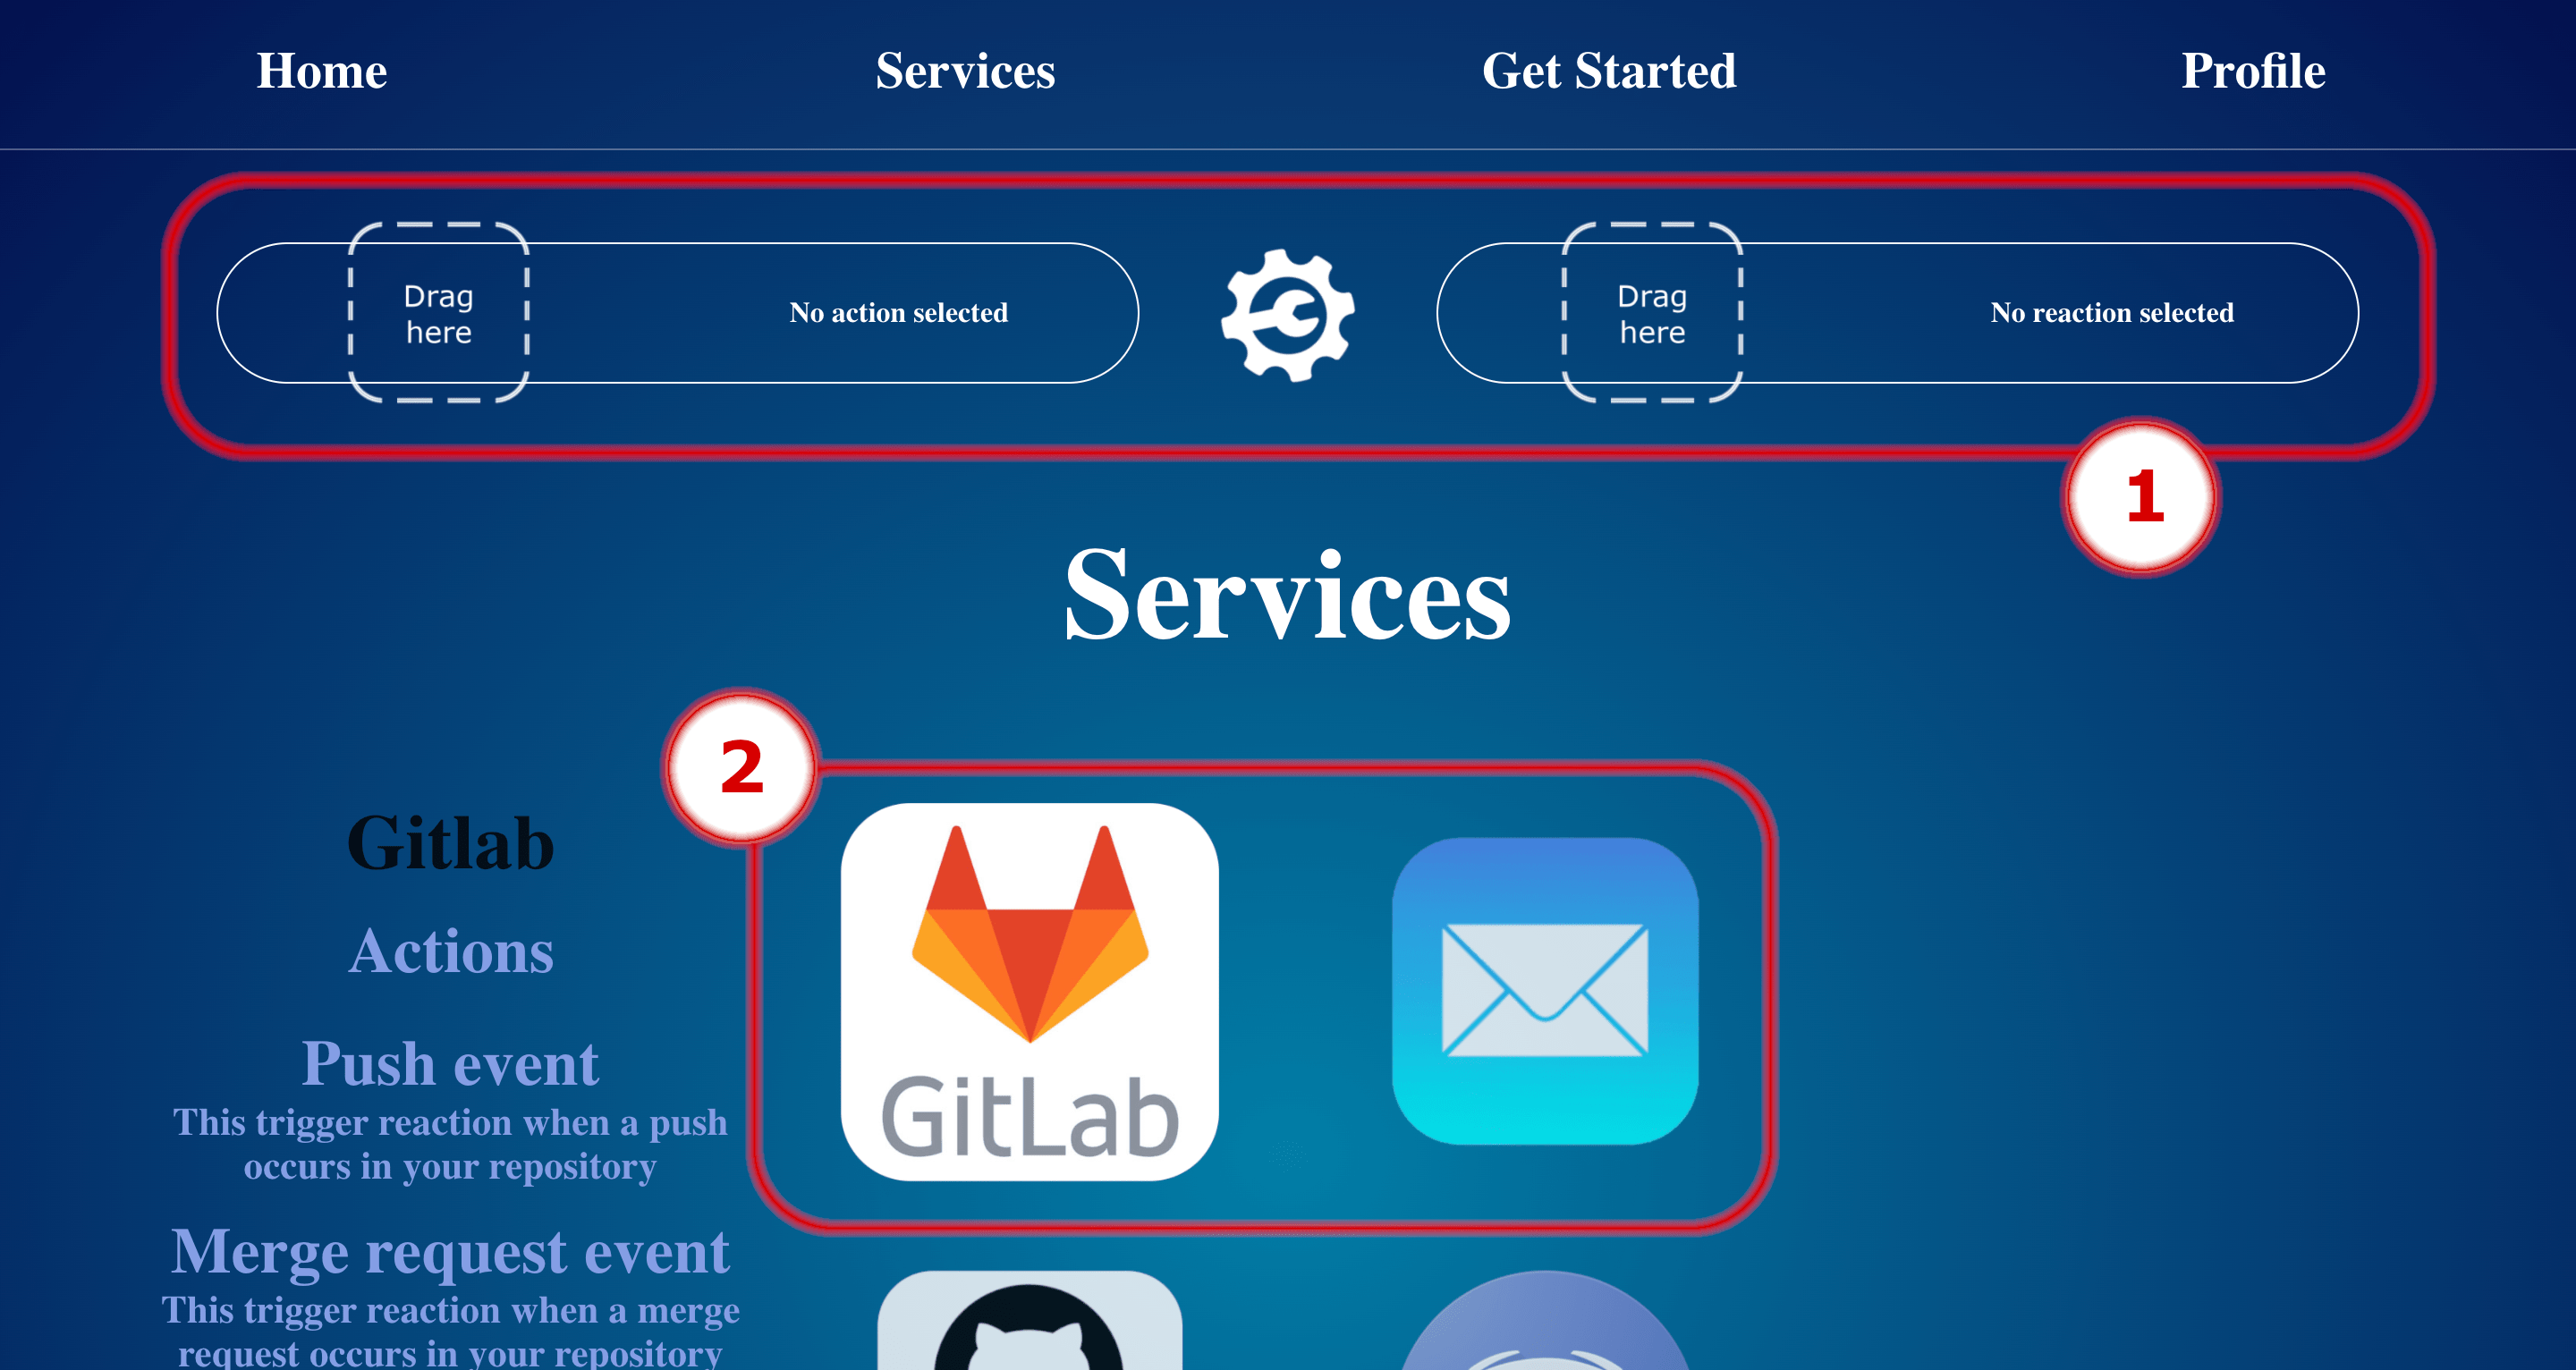 Home
Services
Get Started
Profile
Drag
here
No action selected
Drag
here
No reaction selected
1
Services
2
Gitlab
Actions
Push event
This trigger reaction when a push
occurs in your repository
Merge request event
This trigger reaction when a merge
request occurs in your repository
GitLab